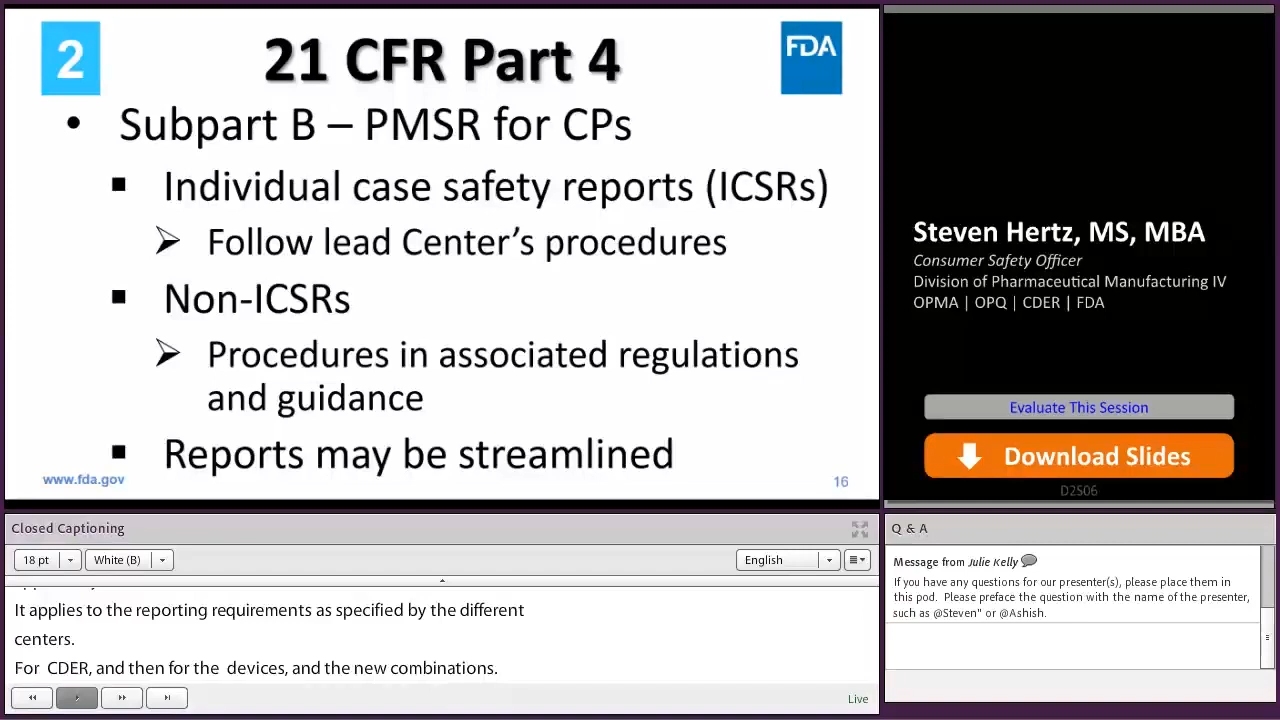 2
21 CFR Part 4
FDA
• Subpart B – PMSR for CPs
▪ Individual case safety reports (ICSRs)
➢ Follow lead Center’s procedures
▪ Non-ICSRs
➢ Procedures in associated regulations
and guidance
▪ Reports may be streamlined
www.fda.gov
16
Steven Hertz, MS, MBA
Consumer Safety Officer
Division of Pharmaceutical Manufacturing IV
OPMA | OPQ | CDER | FDA
Evaluate This Session
Download Slides
D2S06
Closed Captioning
18 pt
White (B)
English
It applies to the reporting requirements as specified by the different
centers.
For CDER, and then for the devices, and the new combinations.
Live
Q & A
Message from Julie Kelly
If you have any questions for our presenter(s), please place them in
this pod. Please preface the question with the name of the presenter,
such as @Steven" or @Ashish.